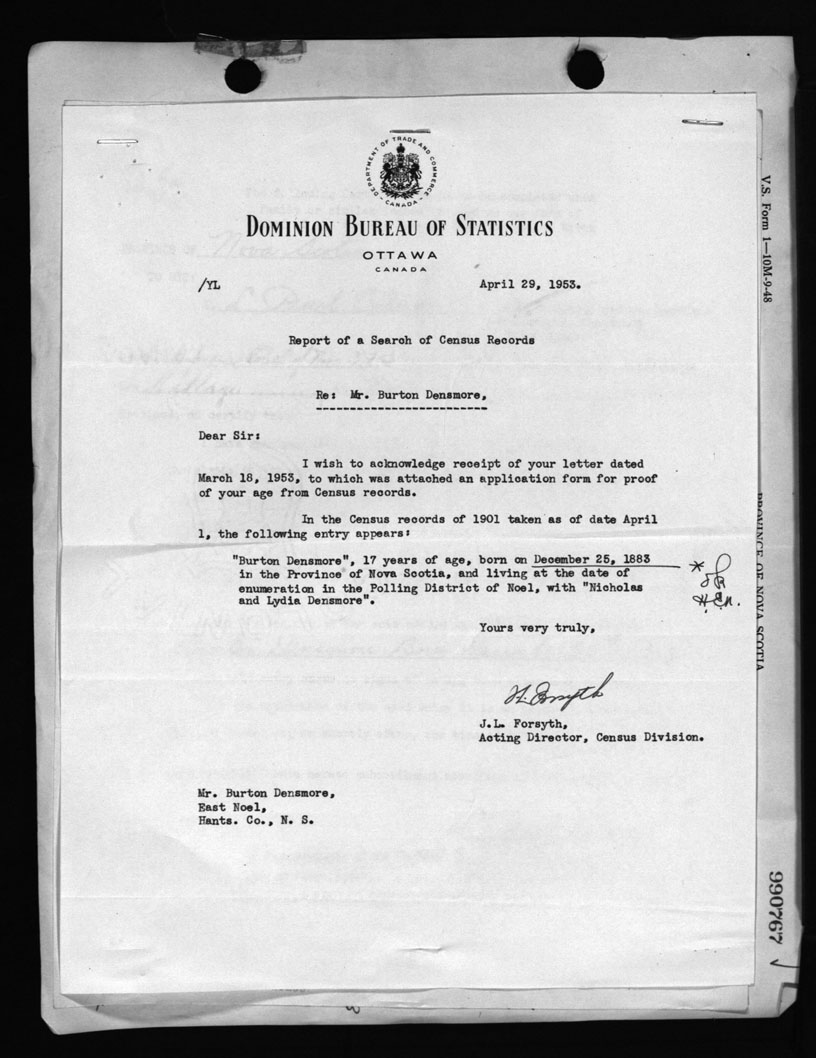 DEPARTMENT OF TRADE AND COMMERCE
CANADA
DOMINION BUREAU OF STATISTICS
OTTAWA
CANADA
/YL
April 29, 1953.
Report of a Search of Census Records
Re: Mr. Burton Densmore,
Dear Sir:
I wish to acknowledge receipt of your letter dated
March 18, 1953, to which was attached an application form for proof
of your age from Census records.
In the Census records of 1901 taken as of date April
1, the following entry appears:
"Burton Densmore", 17 years of age, born on December 25, 1883
in the Province of Nova Scotia, and living at the date of
enumeration in the Polling District of Noel, with "Nicholas
and Lydia Densmore".
* OK
H.E.M.
Yours very truly,
J.L. Forsyth,
Acting Director, Census Division.
Mr. Burton Densmore,
East Noel,
Hants. Co., N. S.
V.S. Form 1—10M-9-48
PROVINCE OF NOVA SCOTIA
990767